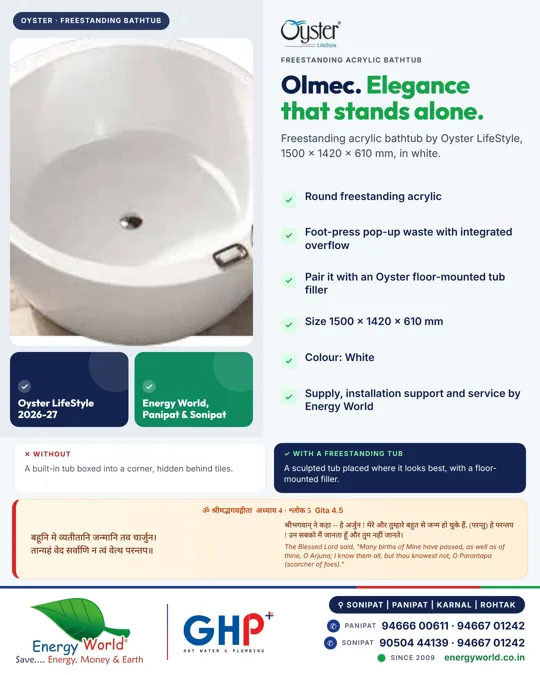 OYSTER · FREESTANDING BATHTUB
Oyster®
LifeStyle
FREESTANDING ACRYLIC BATHTUB
Olmec. Elegance
that stands alone.
Freestanding acrylic bathtub by Oyster LifeStyle,
1500 × 1420 × 610 mm, in white.
Round freestanding acrylic
Foot-press pop-up waste with integrated
overflow
Pair it with an Oyster floor-mounted tub
filler
Size 1500 × 1420 × 610 mm
Colour: White
Supply, installation support and service by
Energy World
Oyster LifeStyle
2026-27
Energy World,
Panipat & Sonipat
× WITHOUT
A built-in tub boxed into a corner, hidden behind tiles.
✓ WITH A FREESTANDING TUB
A sculpted tub placed where it looks best, with a floor-
mounted filler.
ॐ श्रीमद्भगवद्गीता अध्याय 4 · श्लोक 5 Gita 4.5
बहूनि मे व्यतीतानि जन्मानि तव चार्जुन।
तान्यहं वेद सर्वाणि न त्वं वेत्थ परन्तप॥
श्रीभगवान् ने कहा -- हे अर्जुन ! मेरे और तुम्हारे बहुत से जन्म हो चुके हैं, (परन्तु) हे परन्तप
! उन सबको मैं जानता हूँ और तुम नहीं जानते।
The Blessed Lord said, "Many births of Mine have passed, as well as of
thine, O Arjuna; I know them all, but thou knowest not, O Parantapa
(scorcher of foes)."
Energy World
Save.... Energy, Money & Earth
GHP+
HOT WATER & PLUMBING
SONIPAT | PANIPAT | KARNAL | ROHTAK
PANIPAT 94666 00611 · 94667 01242
SONIPAT 90504 44139 · 94667 01242
SINCE 2009 energyworld.co.in